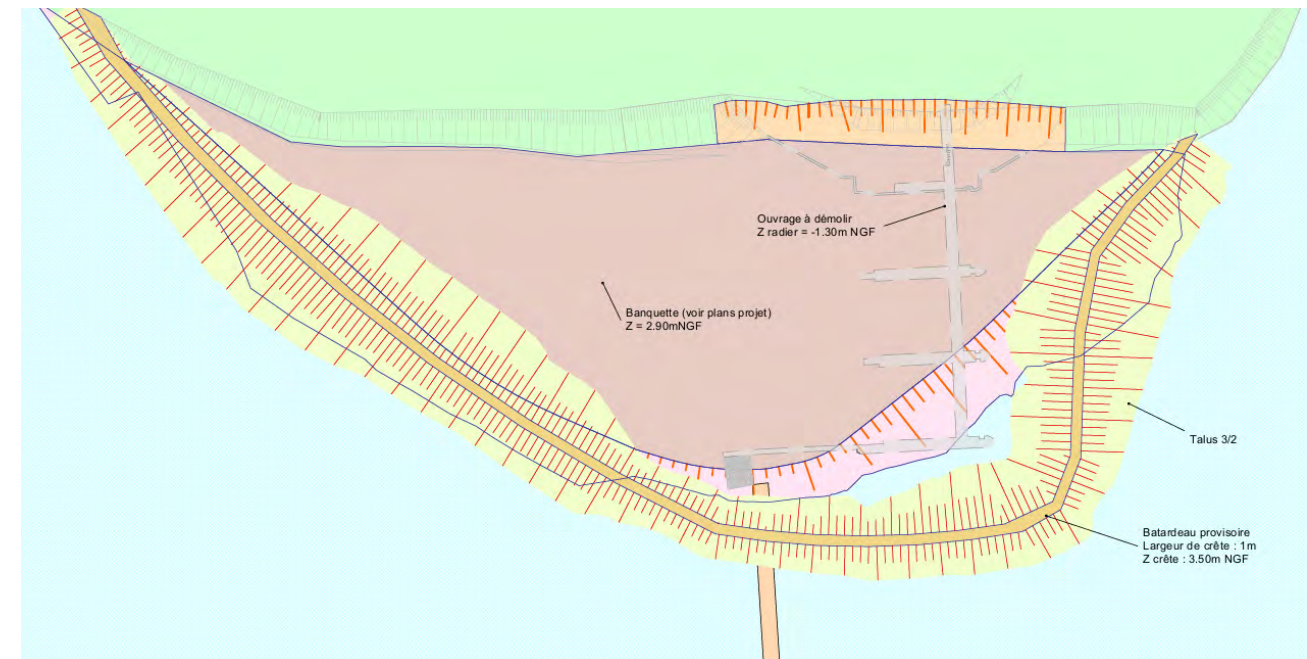 Ouvrage à démolir
Z radier = -1.30m NGF
Banquette (voir plans projet)
Z = 2.90mNGF
Talus 3/2
Batardeau provisoire
Largeur de crête : 1m
Z crête : 3.50m NGF